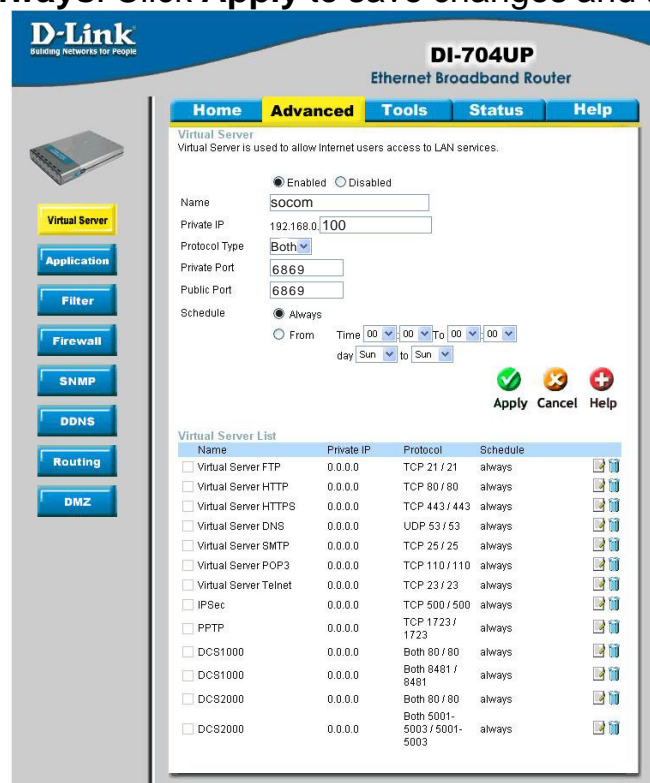 ways. Click Apply to save changes and
D-Link
Building Networks for People
DI-704UP
Ethernet Broadband Router
Home Advanced Tools Status Help
Virtual Server
Virtual Server is used to allow Internet users access to LAN services.
Enabled Disabled
Name socom
Private IP 192.168.0. 100
Protocol Type Both
Private Port 6869
Public Port 6869
Schedule Always
From Time 00 : 00 To 00 : 00
day Sun to Sun
Apply Cancel Help
Virtual Server
Application
Filter
Firewall
SNMP
DDNS
Routing
DMZ
Virtual Server List
Name Private IP Protocol Schedule
Virtual Server FTP 0.0.0.0 TCP 21 / 21 always
Virtual Server HTTP 0.0.0.0 TCP 80 / 80 always
Virtual Server HTTPS 0.0.0.0 TCP 443 / 443 always
Virtual Server DNS 0.0.0.0 UDP 53 / 53 always
Virtual Server SMTP 0.0.0.0 TCP 25 / 25 always
Virtual Server POP3 0.0.0.0 TCP 110 / 110 always
Virtual Server Telnet 0.0.0.0 TCP 23 / 23 always
IPSec 0.0.0.0 TCP 500 / 500 always
PPTP 0.0.0.0 TCP 1723 / 1723 always
DCS1000 0.0.0.0 Both 80 / 80 always
DCS1000 0.0.0.0 Both 8481 / 8481 always
DCS2000 0.0.0.0 Both 80 / 80 always
DCS2000 0.0.0.0 Both 5001-5003 / 5001-5003 always